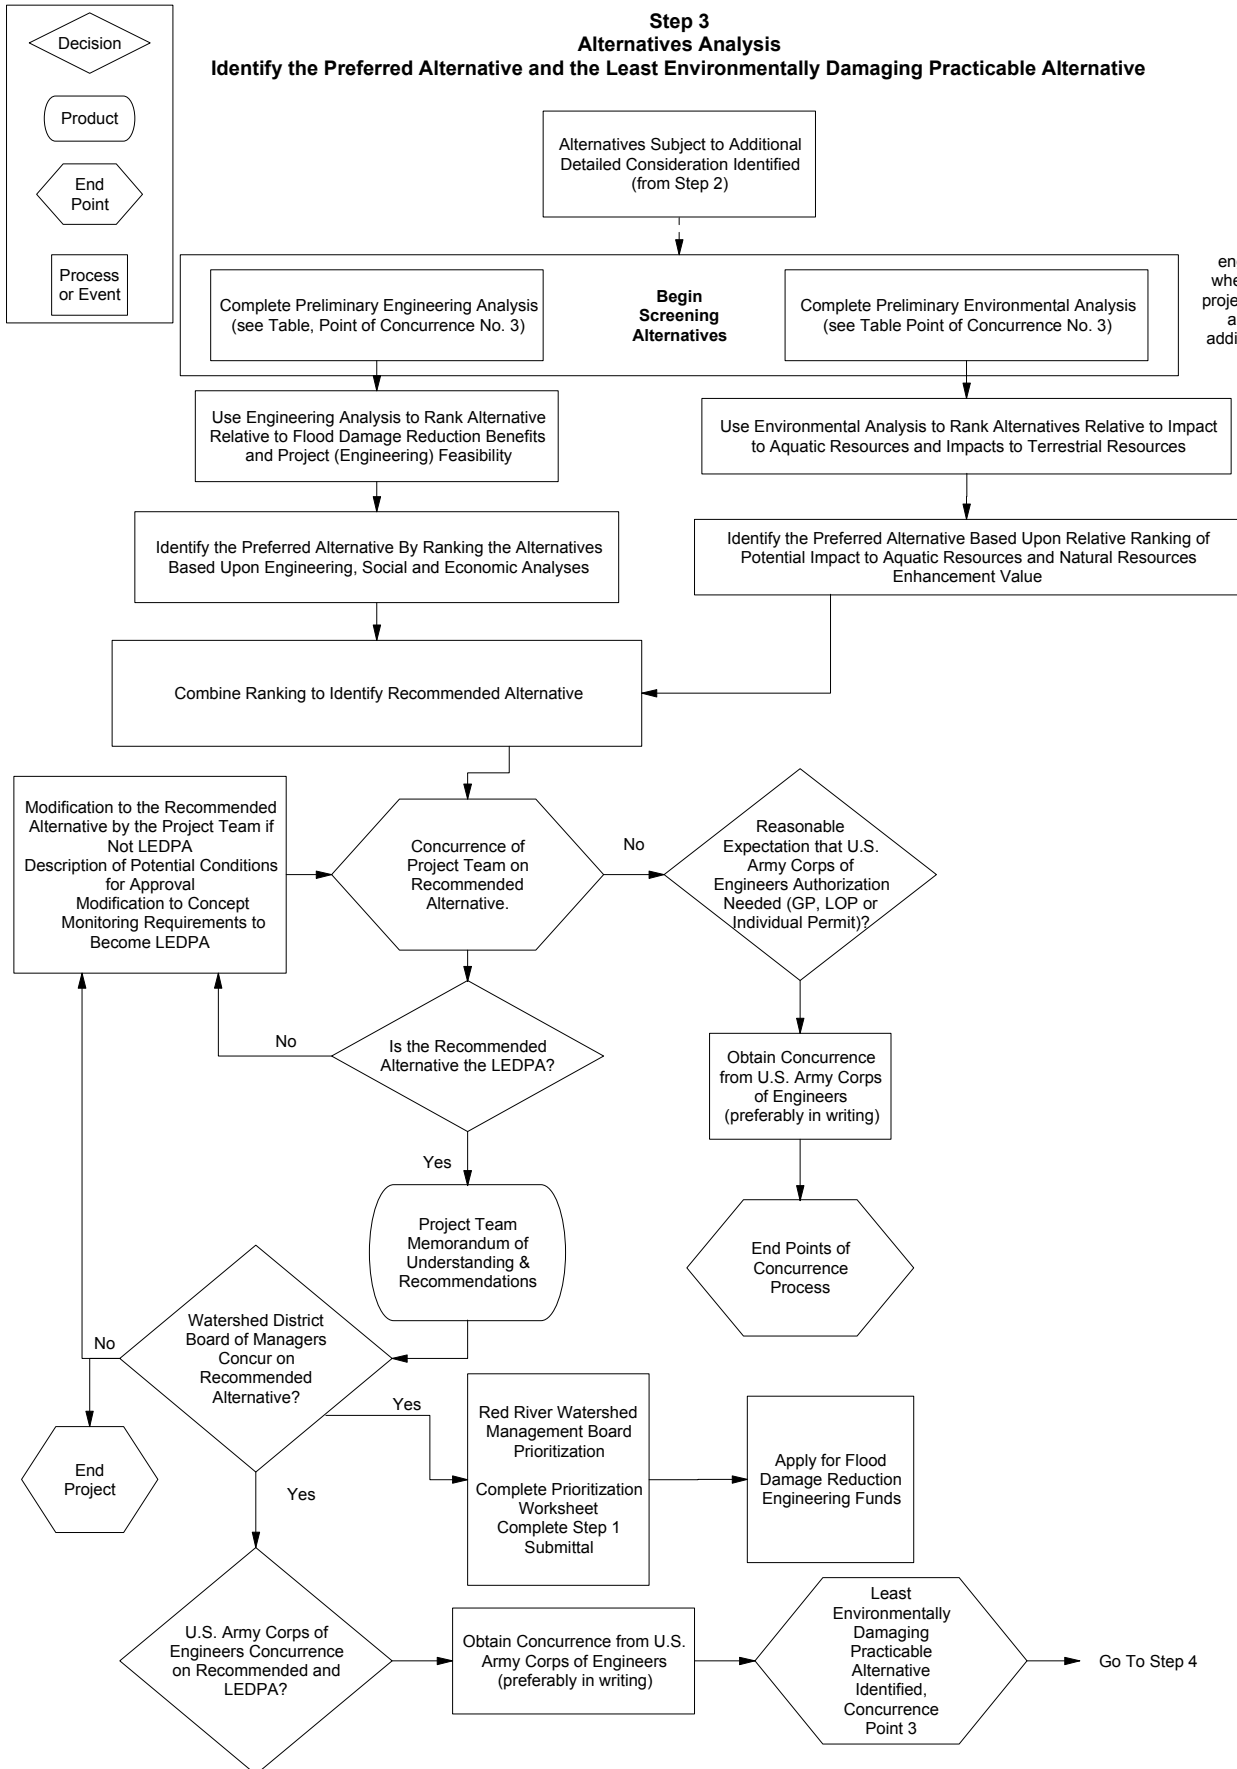 Step 3
Alternatives Analysis
Identify the Preferred Alternative and the Least Environmentally Damaging Practicable Alternative
Decision
Product
End
Point
Process
or Event
Alternatives Subject to Additional
Detailed Consideration Identified
(from Step 2)
Complete Preliminary Engineering Analysis
(see Table, Point of Concurrence No. 3)
Begin
Screening
Alternatives
Complete Preliminary Environmental Analysis
(see Table Point of Concurrence No. 3)
Use Engineering Analysis to Rank Alternative
Relative to Flood Damage Reduction Benefits
and Project (Engineering) Feasibility
Use Environmental Analysis to Rank Alternatives Relative to Impact
to Aquatic Resources and Impacts to Terrestrial Resources
Identify the Preferred Alternative By Ranking the Alternatives
Based Upon Engineering, Social and Economic Analyses
Identify the Preferred Alternative Based Upon Relative Ranking of
Potential Impact to Aquatic Resources and Natural Resources
Enhancement Value
Combine Ranking to Identify Recommended Alternative
Modification to the Recommended
Alternative by the Project Team if
Not LEDPA
Description of Potential Conditions
for Approval
Modification to Concept
Monitoring Requirements to
Become LEDPA
Concurrence of
Project Team on
Recommended
Alternative.
No
Reasonable
Expectation that U.S.
Army Corps of
Engineers Authorization
Needed (GP, LOP or
Individual Permit)?
No
Is the Recommended
Alternative the LEDPA?
Obtain Concurrence
from U.S. Army Corps
of Engineers
(preferably in writing)
Yes
Project Team
Memorandum of
Understanding &
Recommendations
End Points of
Concurrence
Process
No
Watershed District
Board of Managers
Concur on
Recommended
Alternative?
Yes
Red River Watershed
Management Board
Prioritization
Complete Prioritization
Worksheet
Complete Step 1
Submittal
Apply for Flood
Damage Reduction
Engineering Funds
End
Project
Yes
U.S. Army Corps of
Engineers Concurrence
on Recommended and
LEDPA?
Obtain Concurrence from U.S.
Army Corps of Engineers
(preferably in writing)
Least
Environmentally
Damaging
Practicable
Alternative
Identified,
Concurrence
Point 3
Go To Step 4